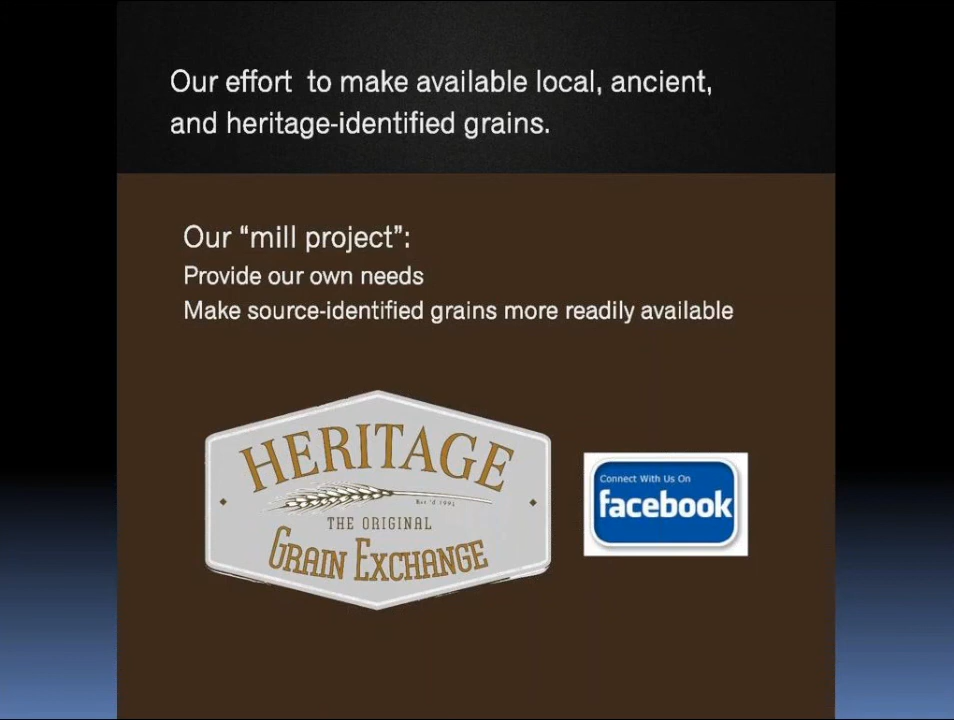 Our effort  to make available local, ancient,
and heritage-identified grains.
Our “mill project”:
Provide our own needs
Make source-identified grains more readily available
HERITAGE
THE ORIGINAL
GRAIN EXCHANGE
Connect With Us On
facebook